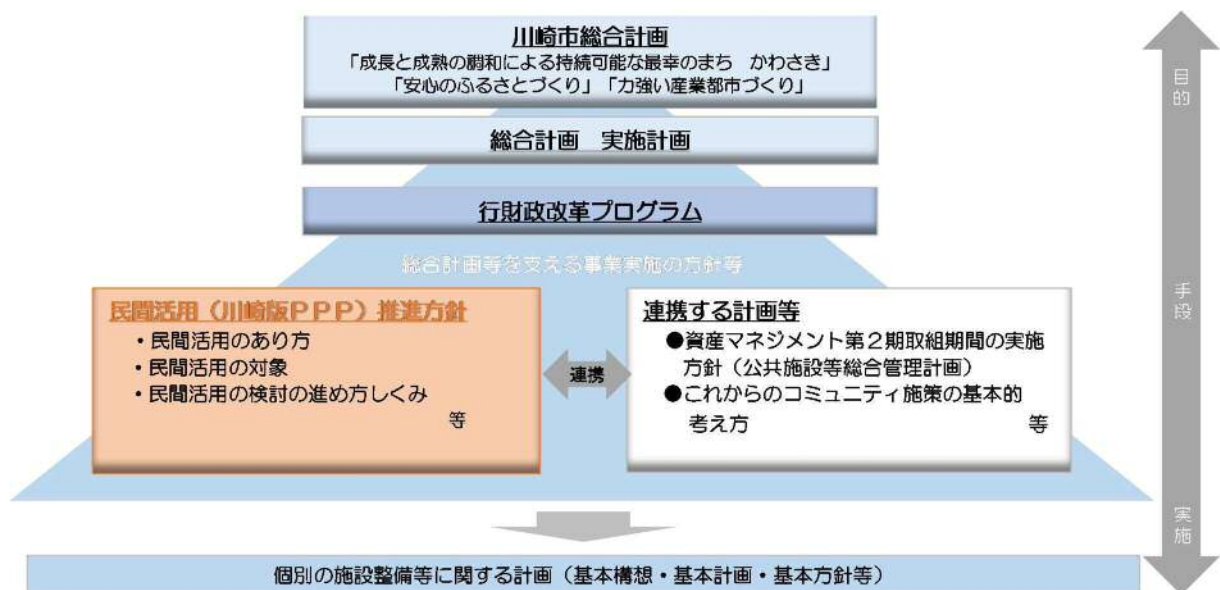 川崎市総合計画
「成長と成熟の調和による持続可能な最幸のまち　かわさき」
「安心のふるさとづくり」「力強い産業都市づくり」
総合計画　実施計画
行財政改革プログラム
総合計画等を支える事業実施の方針等
民間活用（川崎版ＰＰＰ）推進方針
・民間活用のあり方
・民間活用の対象
・民間活用の検討の進め方しくみ
等
連携
連携する計画等
●資産マネジメント第２期取組期間の実施
方針（公共施設等総合管理計画）
●これからのコミュニティ施策の基本的
考え方　等
個別の施設整備等に関する計画（基本構想・基本計画・基本方針等）
目的
手段
実施